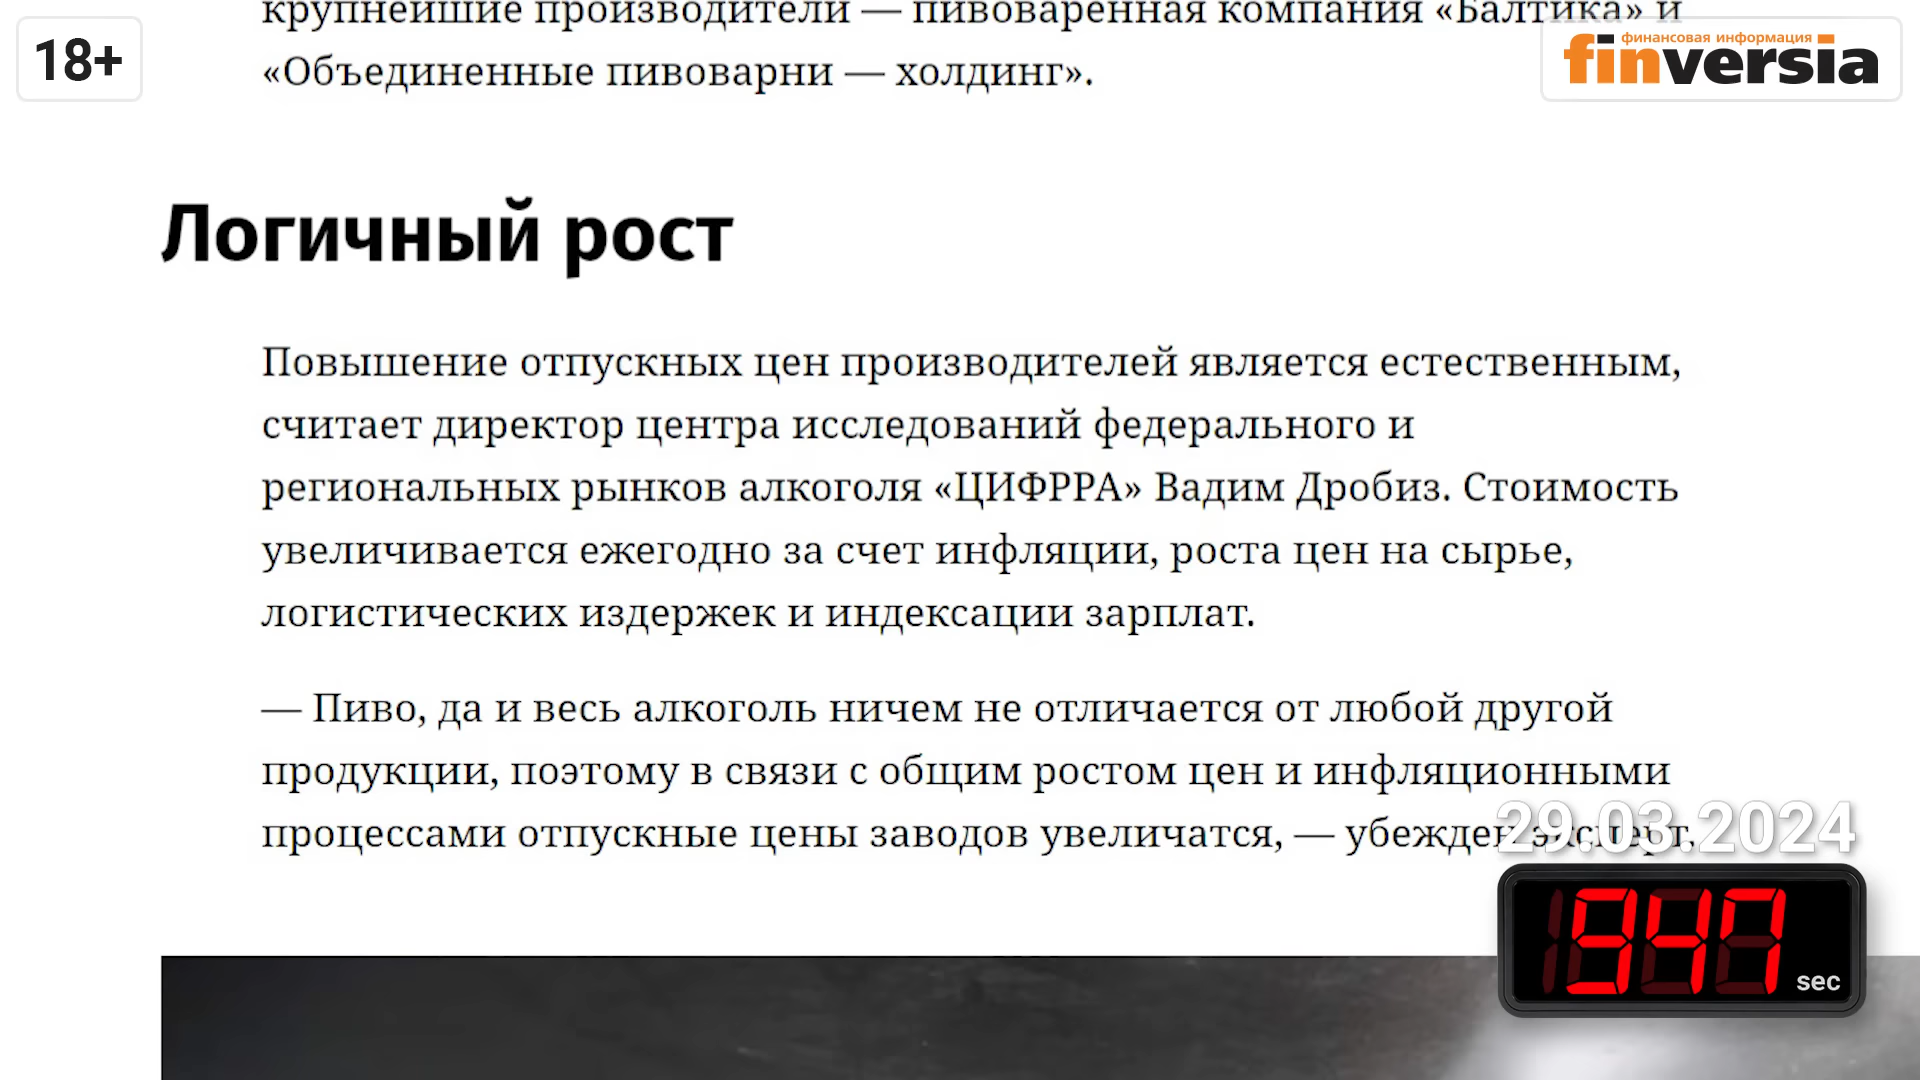 крупнейшие производители — пивоваренная компания «Балтика» и
«Объединенные пивоварни — холдинг».
18+
финансовая информация
finversia
Логичный рост
Повышение отпускных цен производителей является естественным,
считает директор центра исследований федерального и
региональных рынков алкоголя «ЦИФРРА» Вадим Дробиз. Стоимость
увеличивается ежегодно за счет инфляции, роста цен на сырье,
логистических издержек и индексации зарплат.
— Пиво, да и весь алкоголь ничем не отличается от любой другой
продукции, поэтому в связи с общим ростом цен и инфляционными
процессами отпускные цены заводов увеличатся, — убежден эксперт.
29.03.2024
947 sec